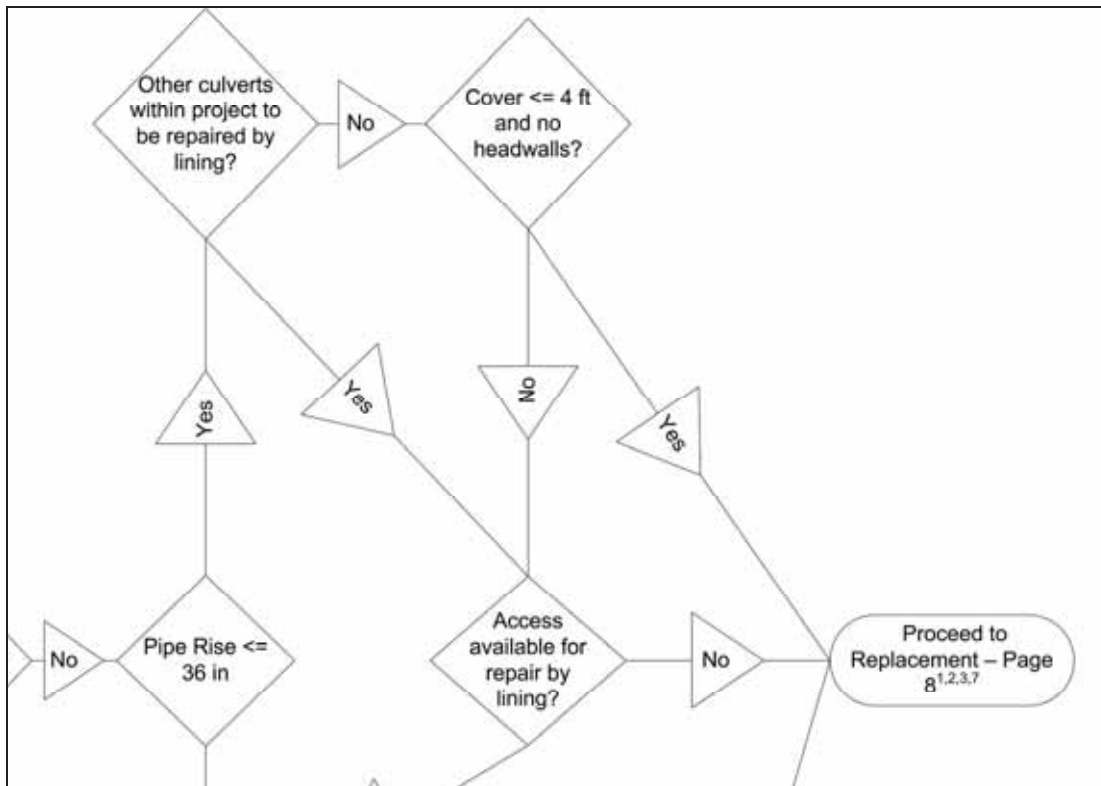 Other culverts
within project to
be repaired by
lining?
No
Cover <= 4 ft
and no
headwalls?
Yes
No
Yes
Yes
No
Pipe Rise <=
36 in
Access
available for
repair by
lining?
No
Proceed to
Replacement – Page
8¹,²,³,⁷